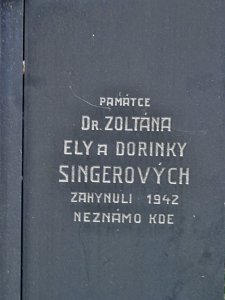 PAMÁTCE
DR. ZOLTÁNA
ELY A DORINKY
SINGEROVÝCH
ZAHYNULI 1942
NEZNÁMO KDE